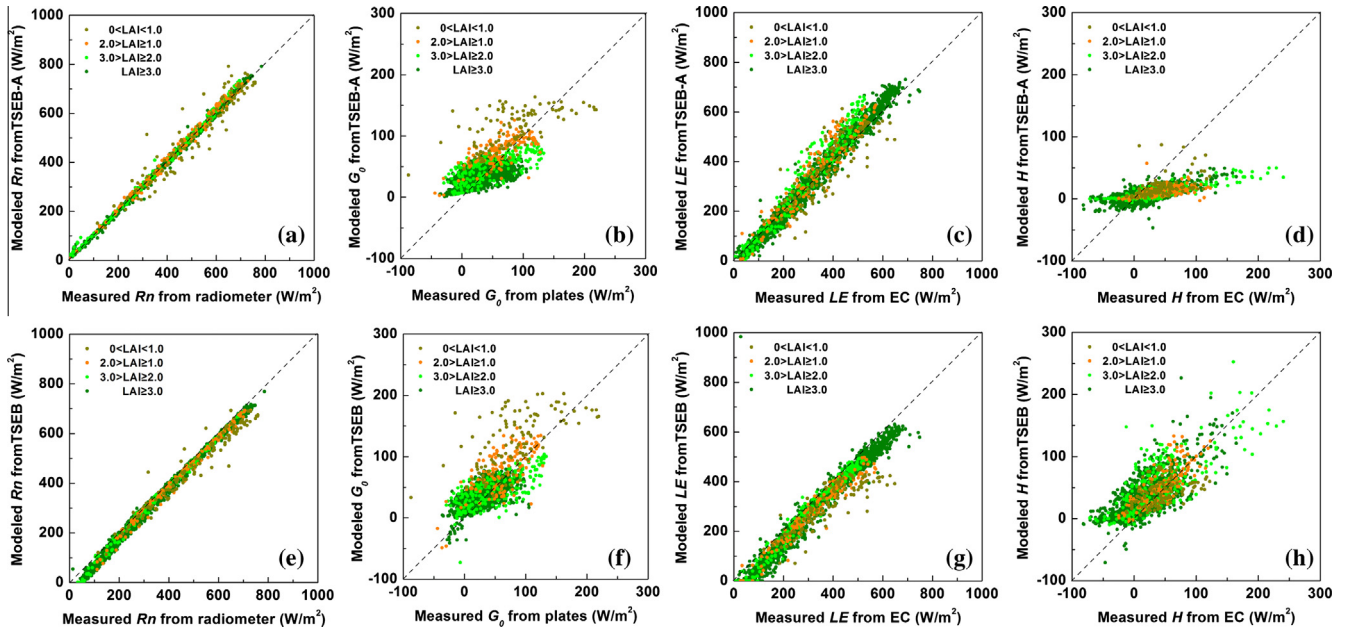 1000
800
600
400
200
0
0 200 400 600 800 1000
Modeled Rn fromTSEB-A (W/m²)
Measured Rn from radiometer (W/m²)
0<LAI<1.0
2.0>LAI≥1.0
3.0>LAI≥2.0
LAI≥3.0
(a)
300
200
100
0
-100
-100 0 100 200 300
Modeled G₀ fromTSEB-A (W/m²)
Measured G₀ from plates (W/m²)
0<LAI<1.0
2.0>LAI≥1.0
3.0>LAI≥2.0
LAI≥3.0
(b)
1000
800
600
400
200
0
0 200 400 600 800 1000
Modeled LE fromTSEB-A (W/m²)
Measured LE from EC (W/m²)
0<LAI<1.0
2.0>LAI≥1.0
3.0>LAI≥2.0
LAI≥3.0
(c)
300
200
100
0
-100
-100 0 100 200 300
Modeled H fromTSEB-A (W/m²)
Measured H from EC (W/m²)
0<LAI<1.0
2.0>LAI≥1.0
3.0>LAI≥2.0
LAI≥3.0
(d)
1000
800
600
400
200
0
0 200 400 600 800 1000
Modeled Rn fromTSEB (W/m²)
Measured Rn from radiometer (W/m²)
0<LAI<1.0
2.0>LAI≥1.0
3.0>LAI≥2.0
LAI≥3.0
(e)
300
200
100
0
-100
-100 0 100 200 300
Modeled G₀ fromTSEB (W/m²)
Measured G₀ from plates (W/m²)
0<LAI<1.0
2.0>LAI≥1.0
3.0>LAI≥2.0
LAI≥3.0
(f)
1000
800
600
400
200
0
0 200 400 600 800 1000
Modeled LE fromTSEB (W/m²)
Measured LE from EC (W/m²)
0<LAI<1.0
2.0>LAI≥1.0
3.0>LAI≥2.0
LAI≥3.0
(g)
300
200
100
0
-100
-100 0 100 200 300
Modeled H fromTSEB (W/m²)
Measured H from EC (W/m²)
0<LAI<1.0
2.0>LAI≥1.0
3.0>LAI≥2.0
LAI≥3.0
(h)